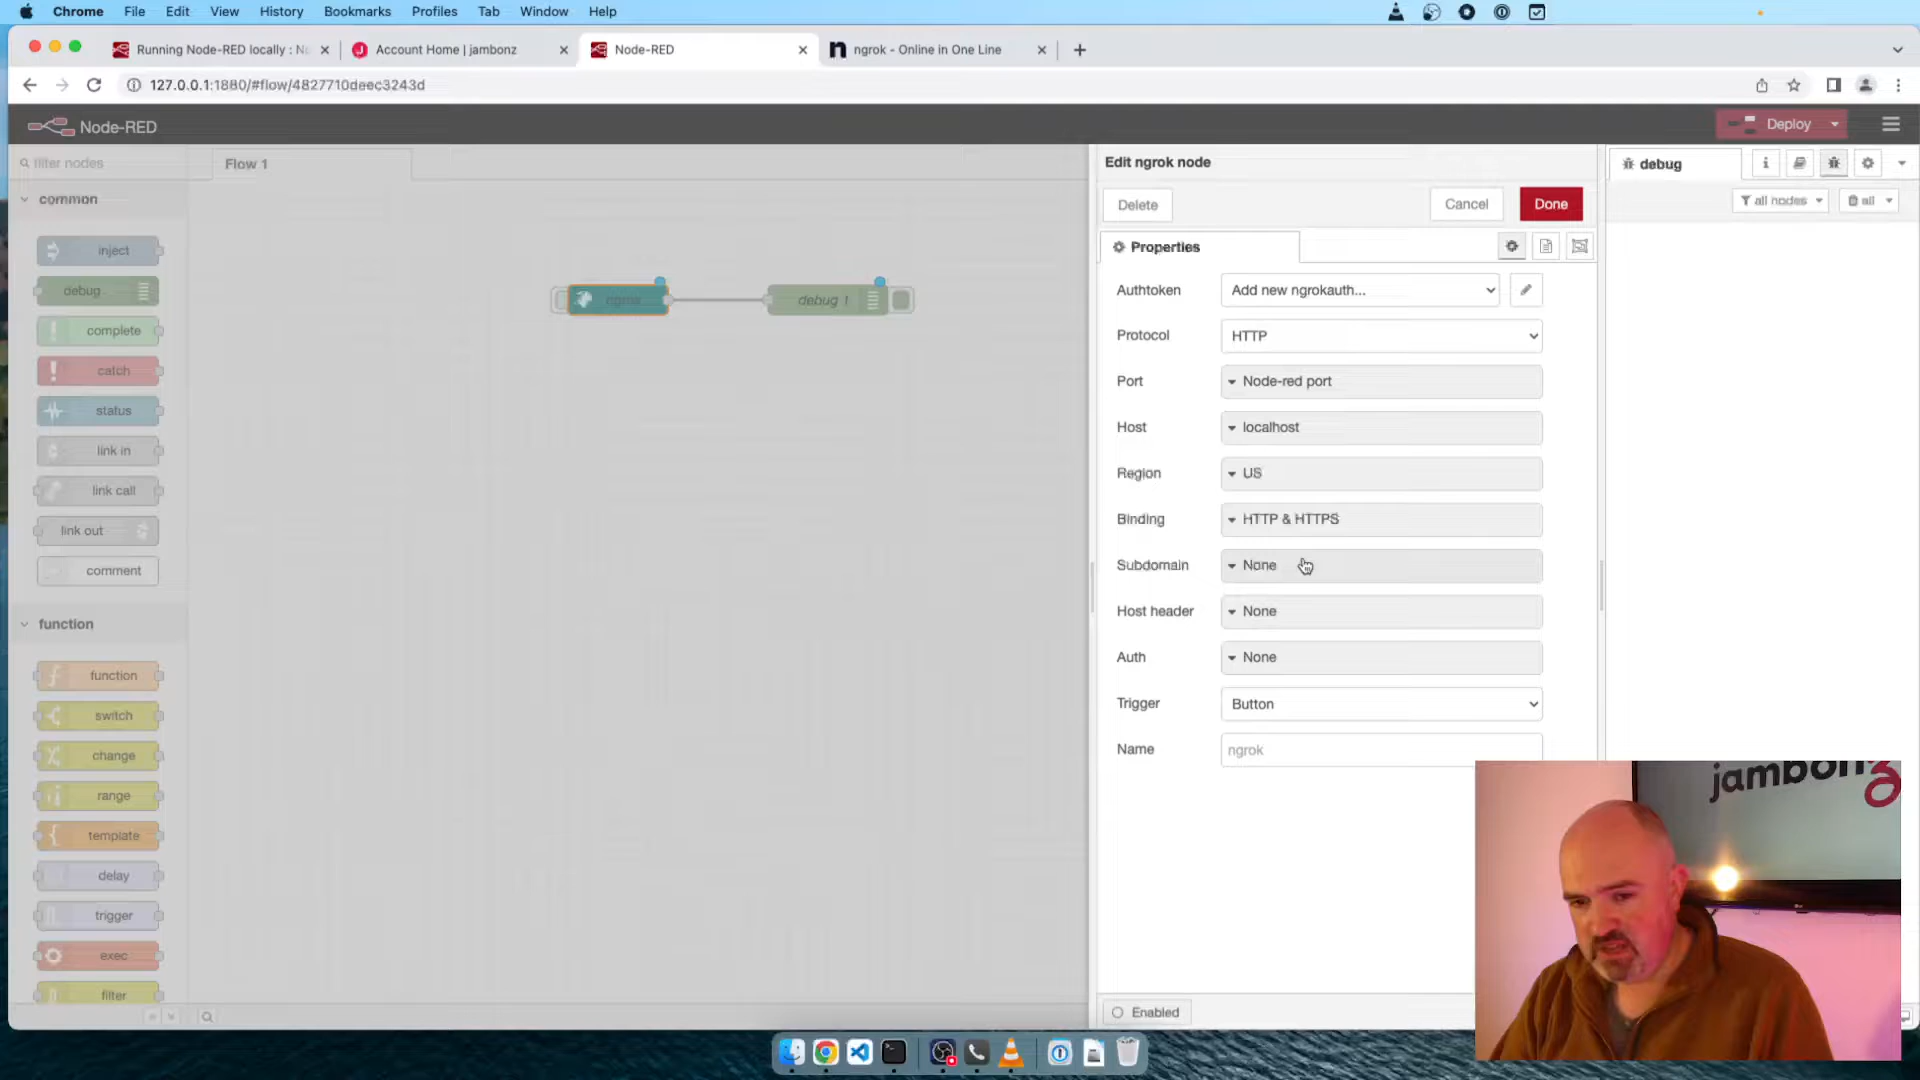 Chrome File Edit View History Bookmarks Profiles Tab Window Help
Running Node-RED locally : No
Account Home | jambonz
Node-RED
ngrok - Online in One Line
127.0.0.1:1880/#flow/4827710deec3243d
Node-RED
Deploy
filter nodes
Flow 1
Edit ngrok node
debug
Delete
Cancel
Done
all nodes
all
common
Properties
inject
debug
complete
catch
status
link in
link call
link out
comment
function
function
switch
change
range
template
delay
trigger
exec
filter
ngrok
debug 1
Authtoken Add new ngrokauth...
Protocol HTTP
Port Node-red port
Host localhost
Region US
Binding HTTP & HTTPS
Subdomain None
Host header None
Auth None
Trigger Button
Name ngrok
Enabled
jambonz